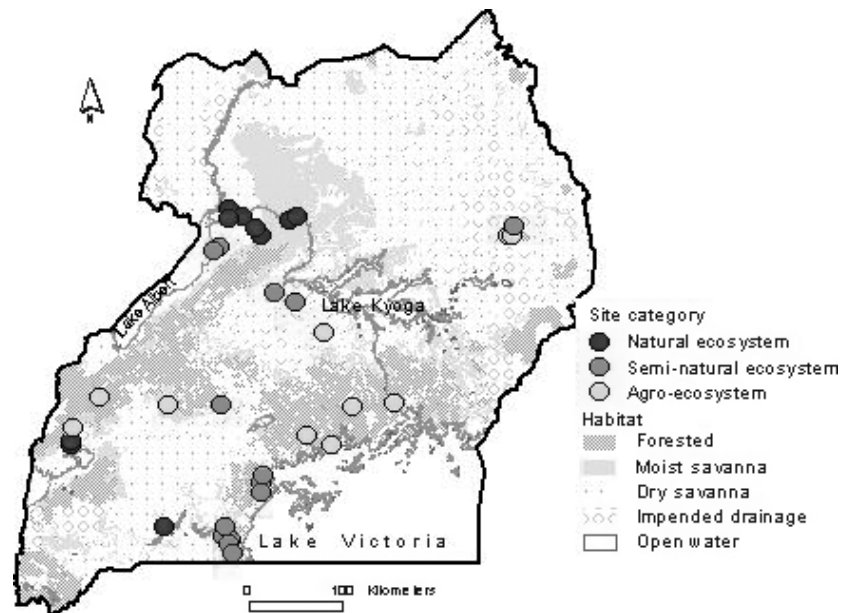 N
Lake Albert
Lake Kyoga
Site category
Natural ecosystem
Semi-natural ecosystem
Agro-ecosystem
Habitat
Forested
Moist savanna
Dry savanna
Impended drainage
Open water
Lake Victoria
0 100 Kilometers